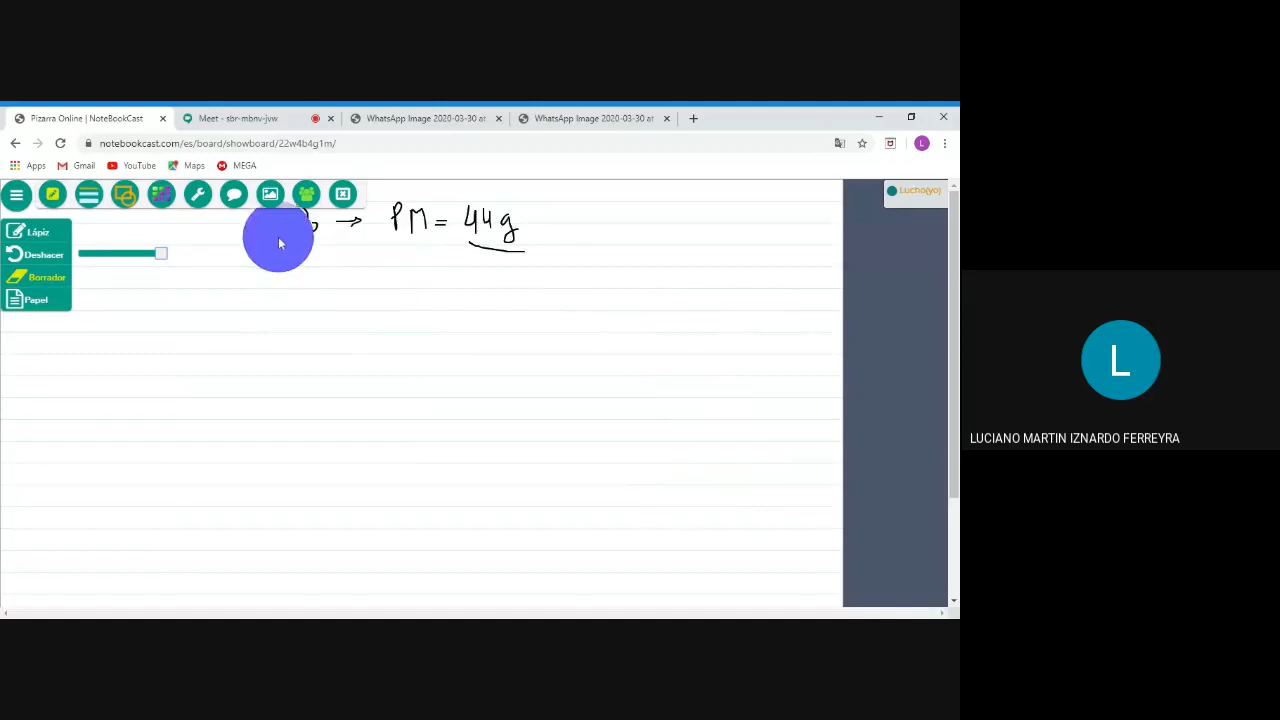 Pizarra Online | NoteBookCast
Meet - sbr-mbnv-jvw
WhatsApp Image 2020-03-30 at
WhatsApp Image 2020-03-30 at
notebookcast.com/es/board/showboard/22w4b4g1m/
L
Apps
Gmail
YouTube
Maps
MEGA
Lucho(yo)
→ PM = 44g
Lápiz
Deshacer
Borrador
Papel
L
LUCIANO MARTIN IZNARDO FERREYRA